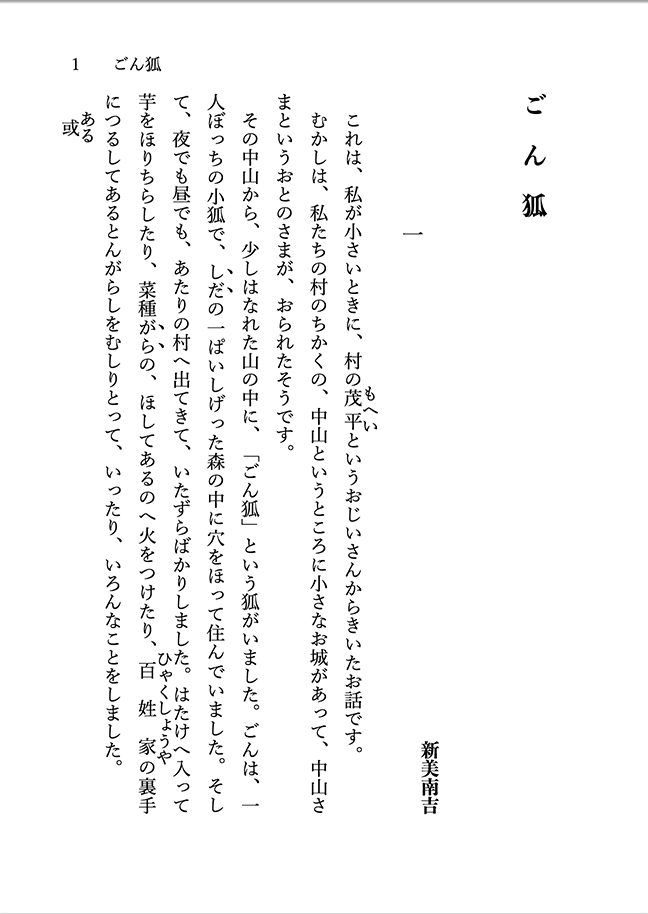 1 ごん狐
ごん狐
新美南吉
一
これは、私が小さいときに、村の茂平というおじいさんからきいたお話です。
もへい
むかしは、私たちの村のちかくの、中山というところに小さなお城があって、中山さ
まというおとのさまが、おられたそうです。
その中山から、少しはなれた山の中に、「ごん狐」という狐がいました。ごんは、一
人ぼっちの小狐で、しだの一ぱいしげった森の中に穴をほって住んでいました。そし
て、夜でも昼でも、あたりの村へ出てきて、いたずらばかりしました。はたけへ入って
芋をほりちらしたり、菜種がらの、ほしてあるのへ火をつけたり、百姓家の裏手
ひゃくしょうや
につるしてあるとんがらしをむしりとって、いったり、いろんなことをしました。
或
ある